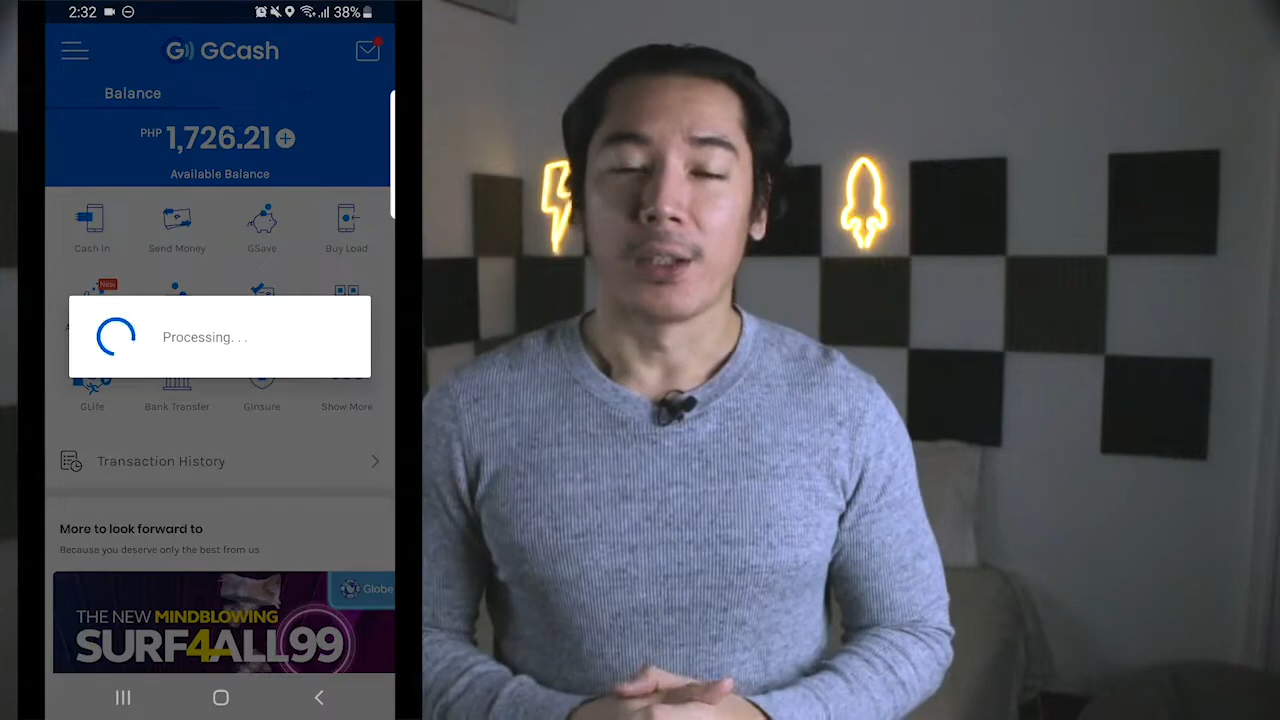 2:32
38%
GCash
Balance
PHP 1,726.21
Available Balance
Cash In
Send Money
GSave
Buy Load
New
Processing. . .
GLife
Bank Transfer
GInsure
Show More
Transaction History
More to look forward to
Because you deserve only the best from us
Globe
THE NEW MINDBLOWING
SURF4ALL99